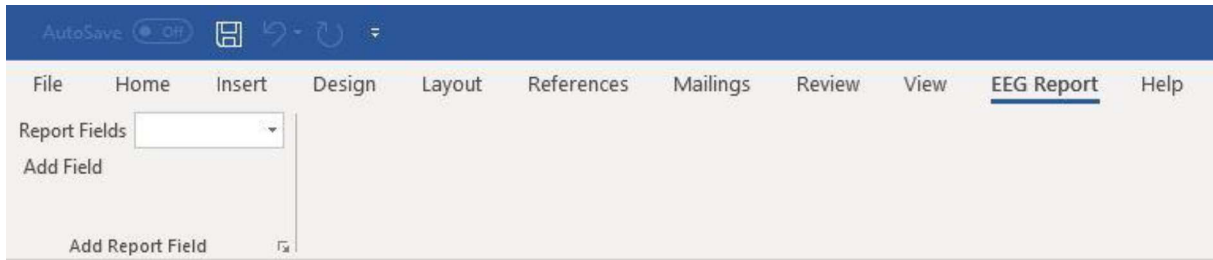 AutoSave Off
File Home Insert Design Layout References Mailings Review View EEG Report Help
Report Fields
Add Field
Add Report Field